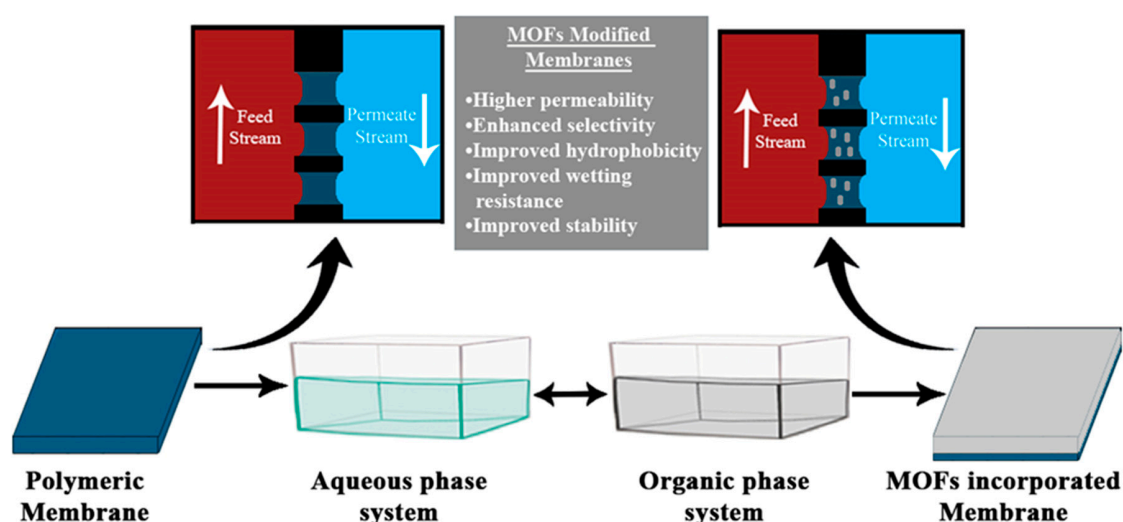 Feed
Stream
Permeate
Stream
MOFs Modified
Membranes
•Higher permeability
•Enhanced selectivity
•Improved hydrophobicity
•Improved wetting
resistance
•Improved stability
Feed
Stream
Permeate
Stream
Polymeric
Membrane
Aqueous phase
system
Organic phase
system
MOFs incorporated
Membrane